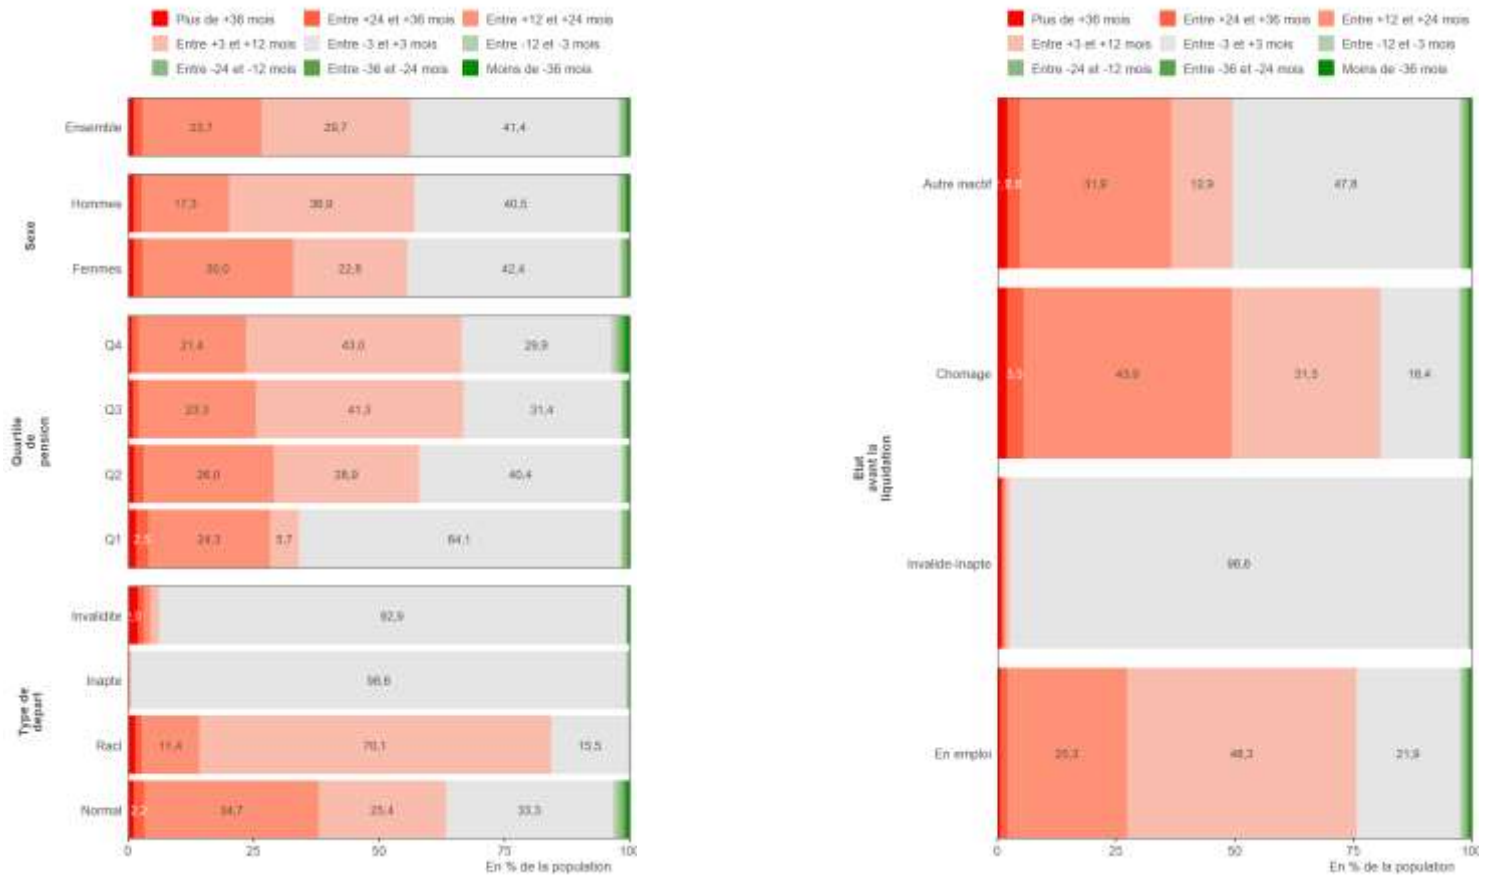 Plus de +36 mois Entre +24 et +36 mois Entre +12 et +24 mois
Entre +3 et +12 mois Entre -3 et +3 mois Entre -12 et -3 mois
Entre -24 et -12 mois Entre -36 et -24 mois Moins de -36 mois
Ensemble 23,7 29,7 41,4
Sexe
Hommes 17,3 36,9 40,5
Femmes 30,0 22,8 42,4
Quartile
de
pension
Q4 21,4 43,0 29,9
Q3 23,3 41,3 31,4
Q2 26,0 28,9 40,4
Q1 2,5 24,3 5,7 64,1
Type de
depart
Invalidite 92,9
Inapte
Racl 11,4 70,1 15,5
Normal 2,2 34,7 25,4 33,3
0 25 50 75 100
En % de la population
Plus de +36 mois Entre +24 et +36 mois Entre +12 et +24 mois
Entre +3 et +12 mois Entre -3 et +3 mois Entre -12 et -3 mois
Entre -24 et -12 mois Entre -36 et -24 mois Moins de -36 mois
Etat
avant la
liquidation
Autre inactif 31,9 12,9 47,8
Chomage 43,9 31,5 16,4
Invalide-Inapte 96,6
En emploi 25,3 48,3 21,9
0 25 50 75 100
En % de la population